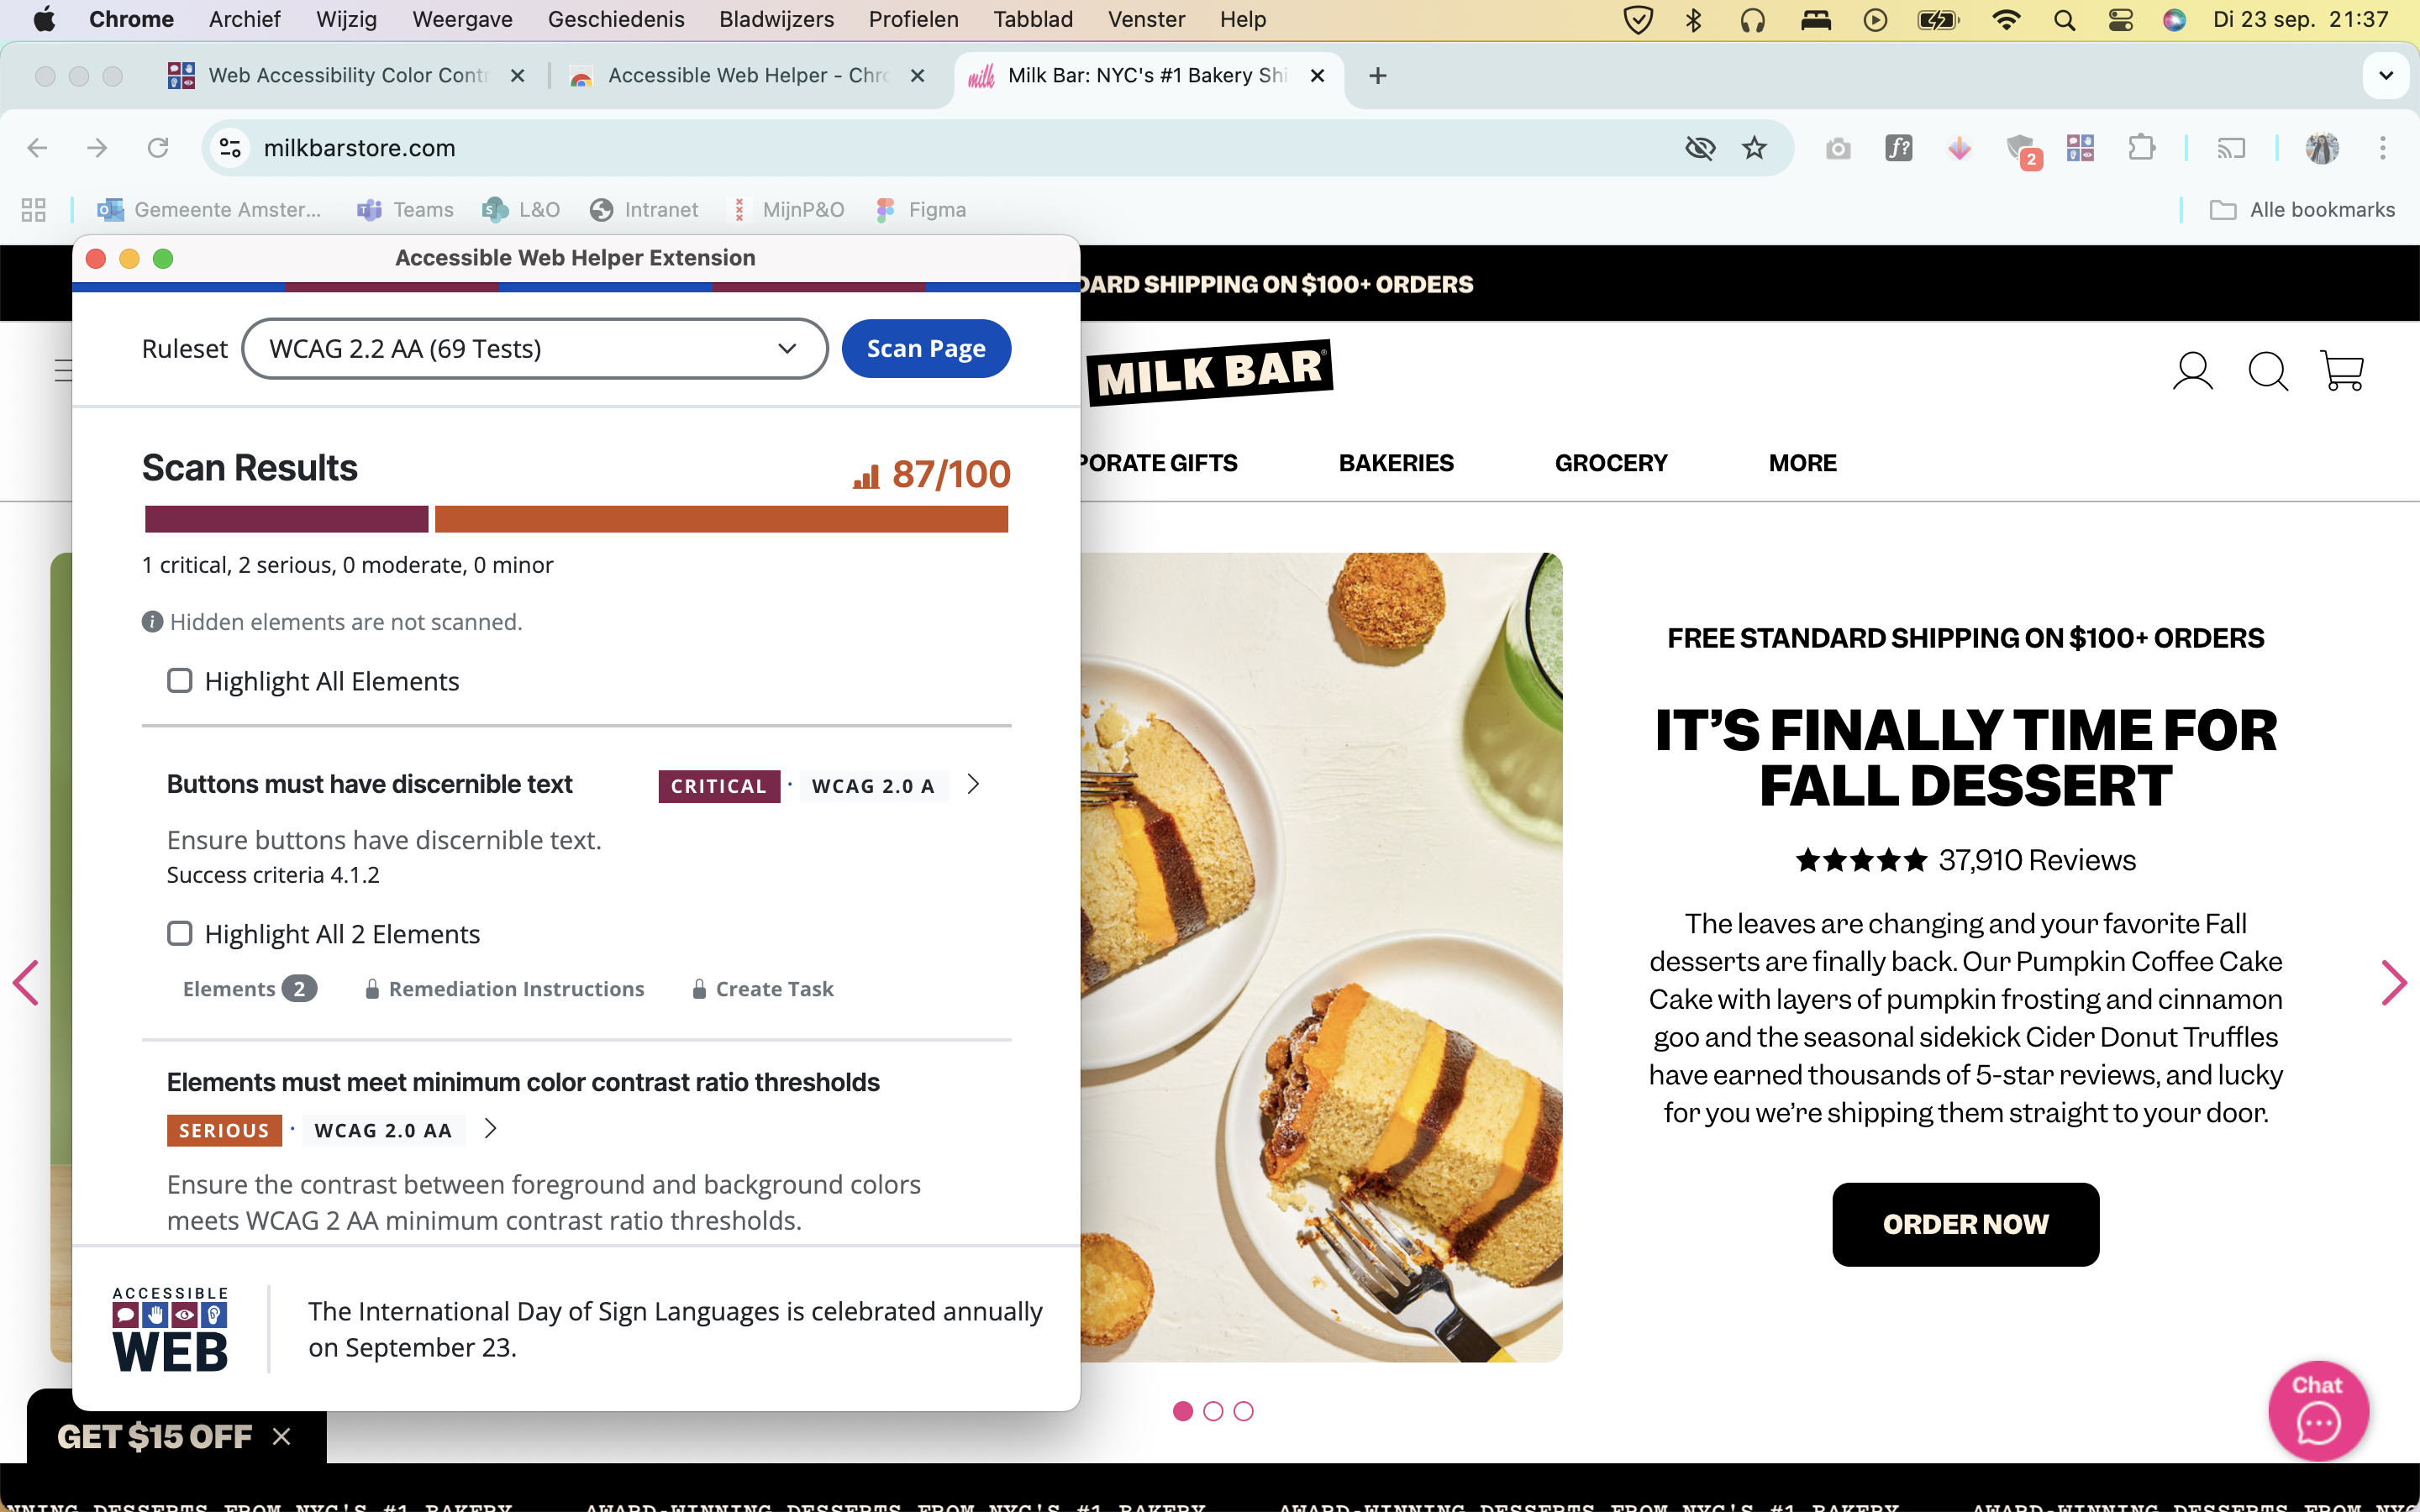 Chrome Archief Wijzig Weergave Geschiedenis Bladwijzers Profielen Tabblad Venster Help Di 23 sep. 21:37
Web Accessibility Color Contr
Accessible Web Helper - Chro
milk Milk Bar: NYC's #1 Bakery Shi
milkbarstore.com
f? 2
Gemeente Amster... Teams L&O Intranet MijnP&O Figma Alle bookmarks
Accessible Web Helper Extension
Ruleset WCAG 2.2 AA (69 Tests) Scan Page
Scan Results 87/100
1 critical, 2 serious, 0 moderate, 0 minor
Hidden elements are not scanned.
Highlight All Elements
Buttons must have discernible text CRITICAL · WCAG 2.0 A
Ensure buttons have discernible text.
Success criteria 4.1.2
Highlight All 2 Elements
Elements 2 Remediation Instructions Create Task
Elements must meet minimum color contrast ratio thresholds
SERIOUS · WCAG 2.0 AA
Ensure the contrast between foreground and background colors
meets WCAG 2 AA minimum contrast ratio thresholds.
ACCESSIBLE
WEB
The International Day of Sign Languages is celebrated annually
on September 23.
DARD SHIPPING ON $100+ ORDERS
MILK BAR®
PORATE GIFTS BAKERIES GROCERY MORE
FREE STANDARD SHIPPING ON $100+ ORDERS
IT'S FINALLY TIME FOR
FALL DESSERT
★★★★★ 37,910 Reviews
The leaves are changing and your favorite Fall
desserts are finally back. Our Pumpkin Coffee Cake
Cake with layers of pumpkin frosting and cinnamon
goo and the seasonal sidekick Cider Donut Truffles
have earned thousands of 5-star reviews, and lucky
for you we're shipping them straight to your door.
ORDER NOW
Chat
GET $15 OFF ×
NNING DESSERTS FROM NYC'S #1 BAKERY AWARD-WINNING DESSERTS FROM NYC'S #1 BAKERY AWARD-WINNING DESSERTS FROM NYC'S #1 BAKERY AWARD-WINNING DESSERTS FROM NYC